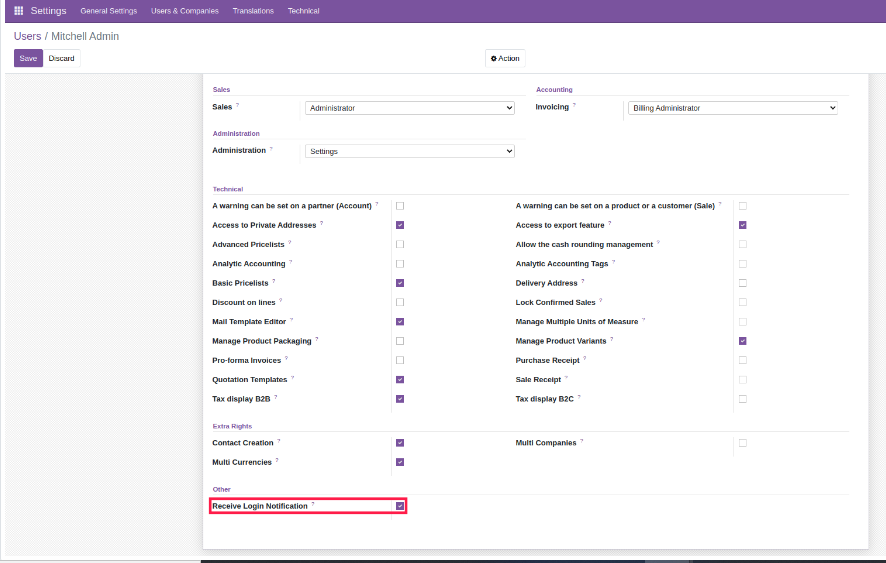 Settings General Settings Users & Companies Translations Technical
Users / Mitchell Admin
Save Discard Action
Sales Accounting
Sales ? Administrator Invoicing ? Billing Administrator
Administration
Administration ? Settings
Technical
A warning can be set on a partner (Account) ? A warning can be set on a product or a customer (Sale) ?
Access to Private Addresses ? Access to export feature ?
Advanced Pricelists ? Allow the cash rounding management ?
Analytic Accounting ? Analytic Accounting Tags ?
Basic Pricelists ? Delivery Address ?
Discount on lines ? Lock Confirmed Sales ?
Mail Template Editor ? Manage Multiple Units of Measure ?
Manage Product Packaging ? Manage Product Variants ?
Pro-forma Invoices ? Purchase Receipt ?
Quotation Templates ? Sale Receipt ?
Tax display B2B ? Tax display B2C ?
Extra Rights
Contact Creation ? Multi Companies ?
Multi Currencies ?
Other
Receive Login Notification ?